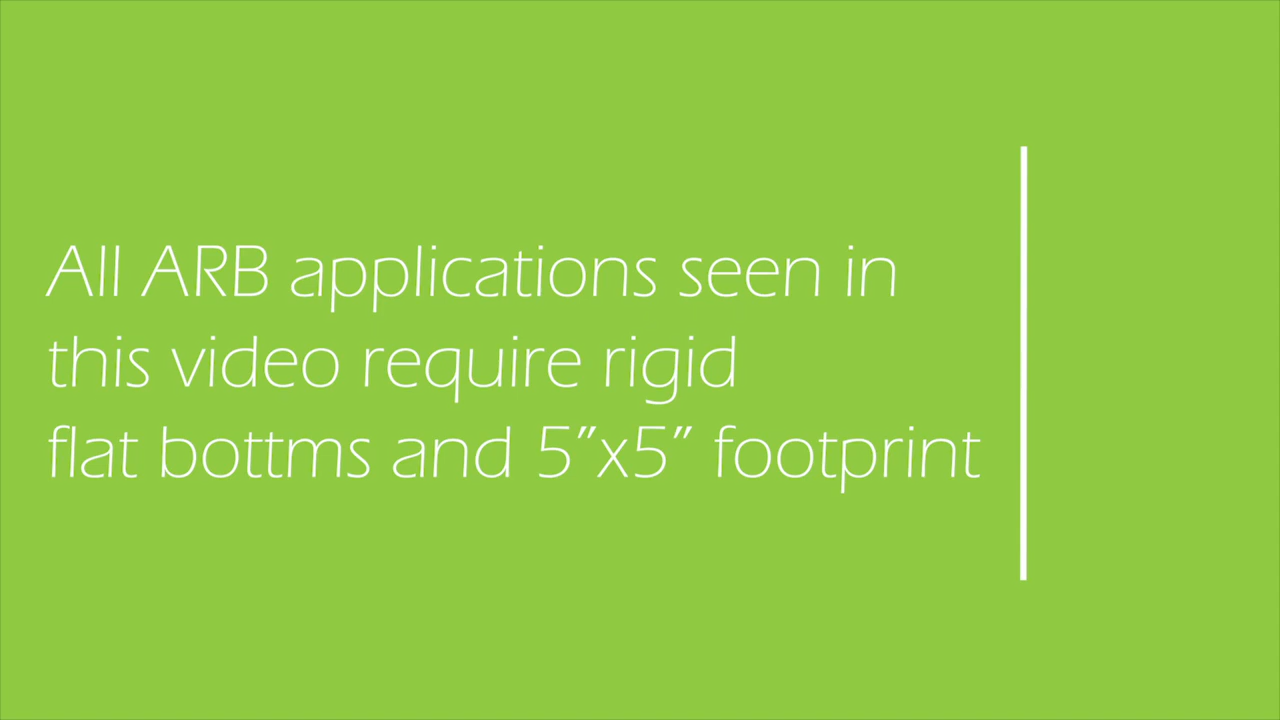 All ARB applications seen in
this video require rigid
flat bottms and 5”x5” footprint